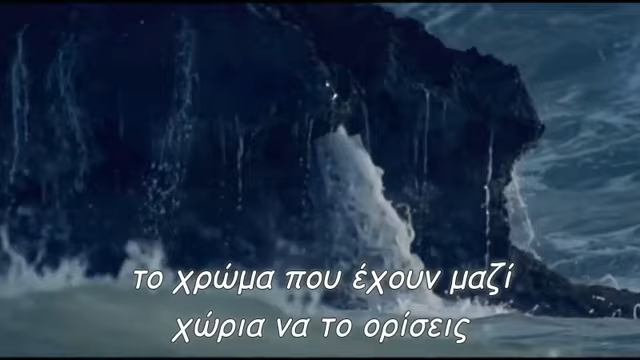 το χρώμα που έχουν μαζί
χώρια να το ορίσεις